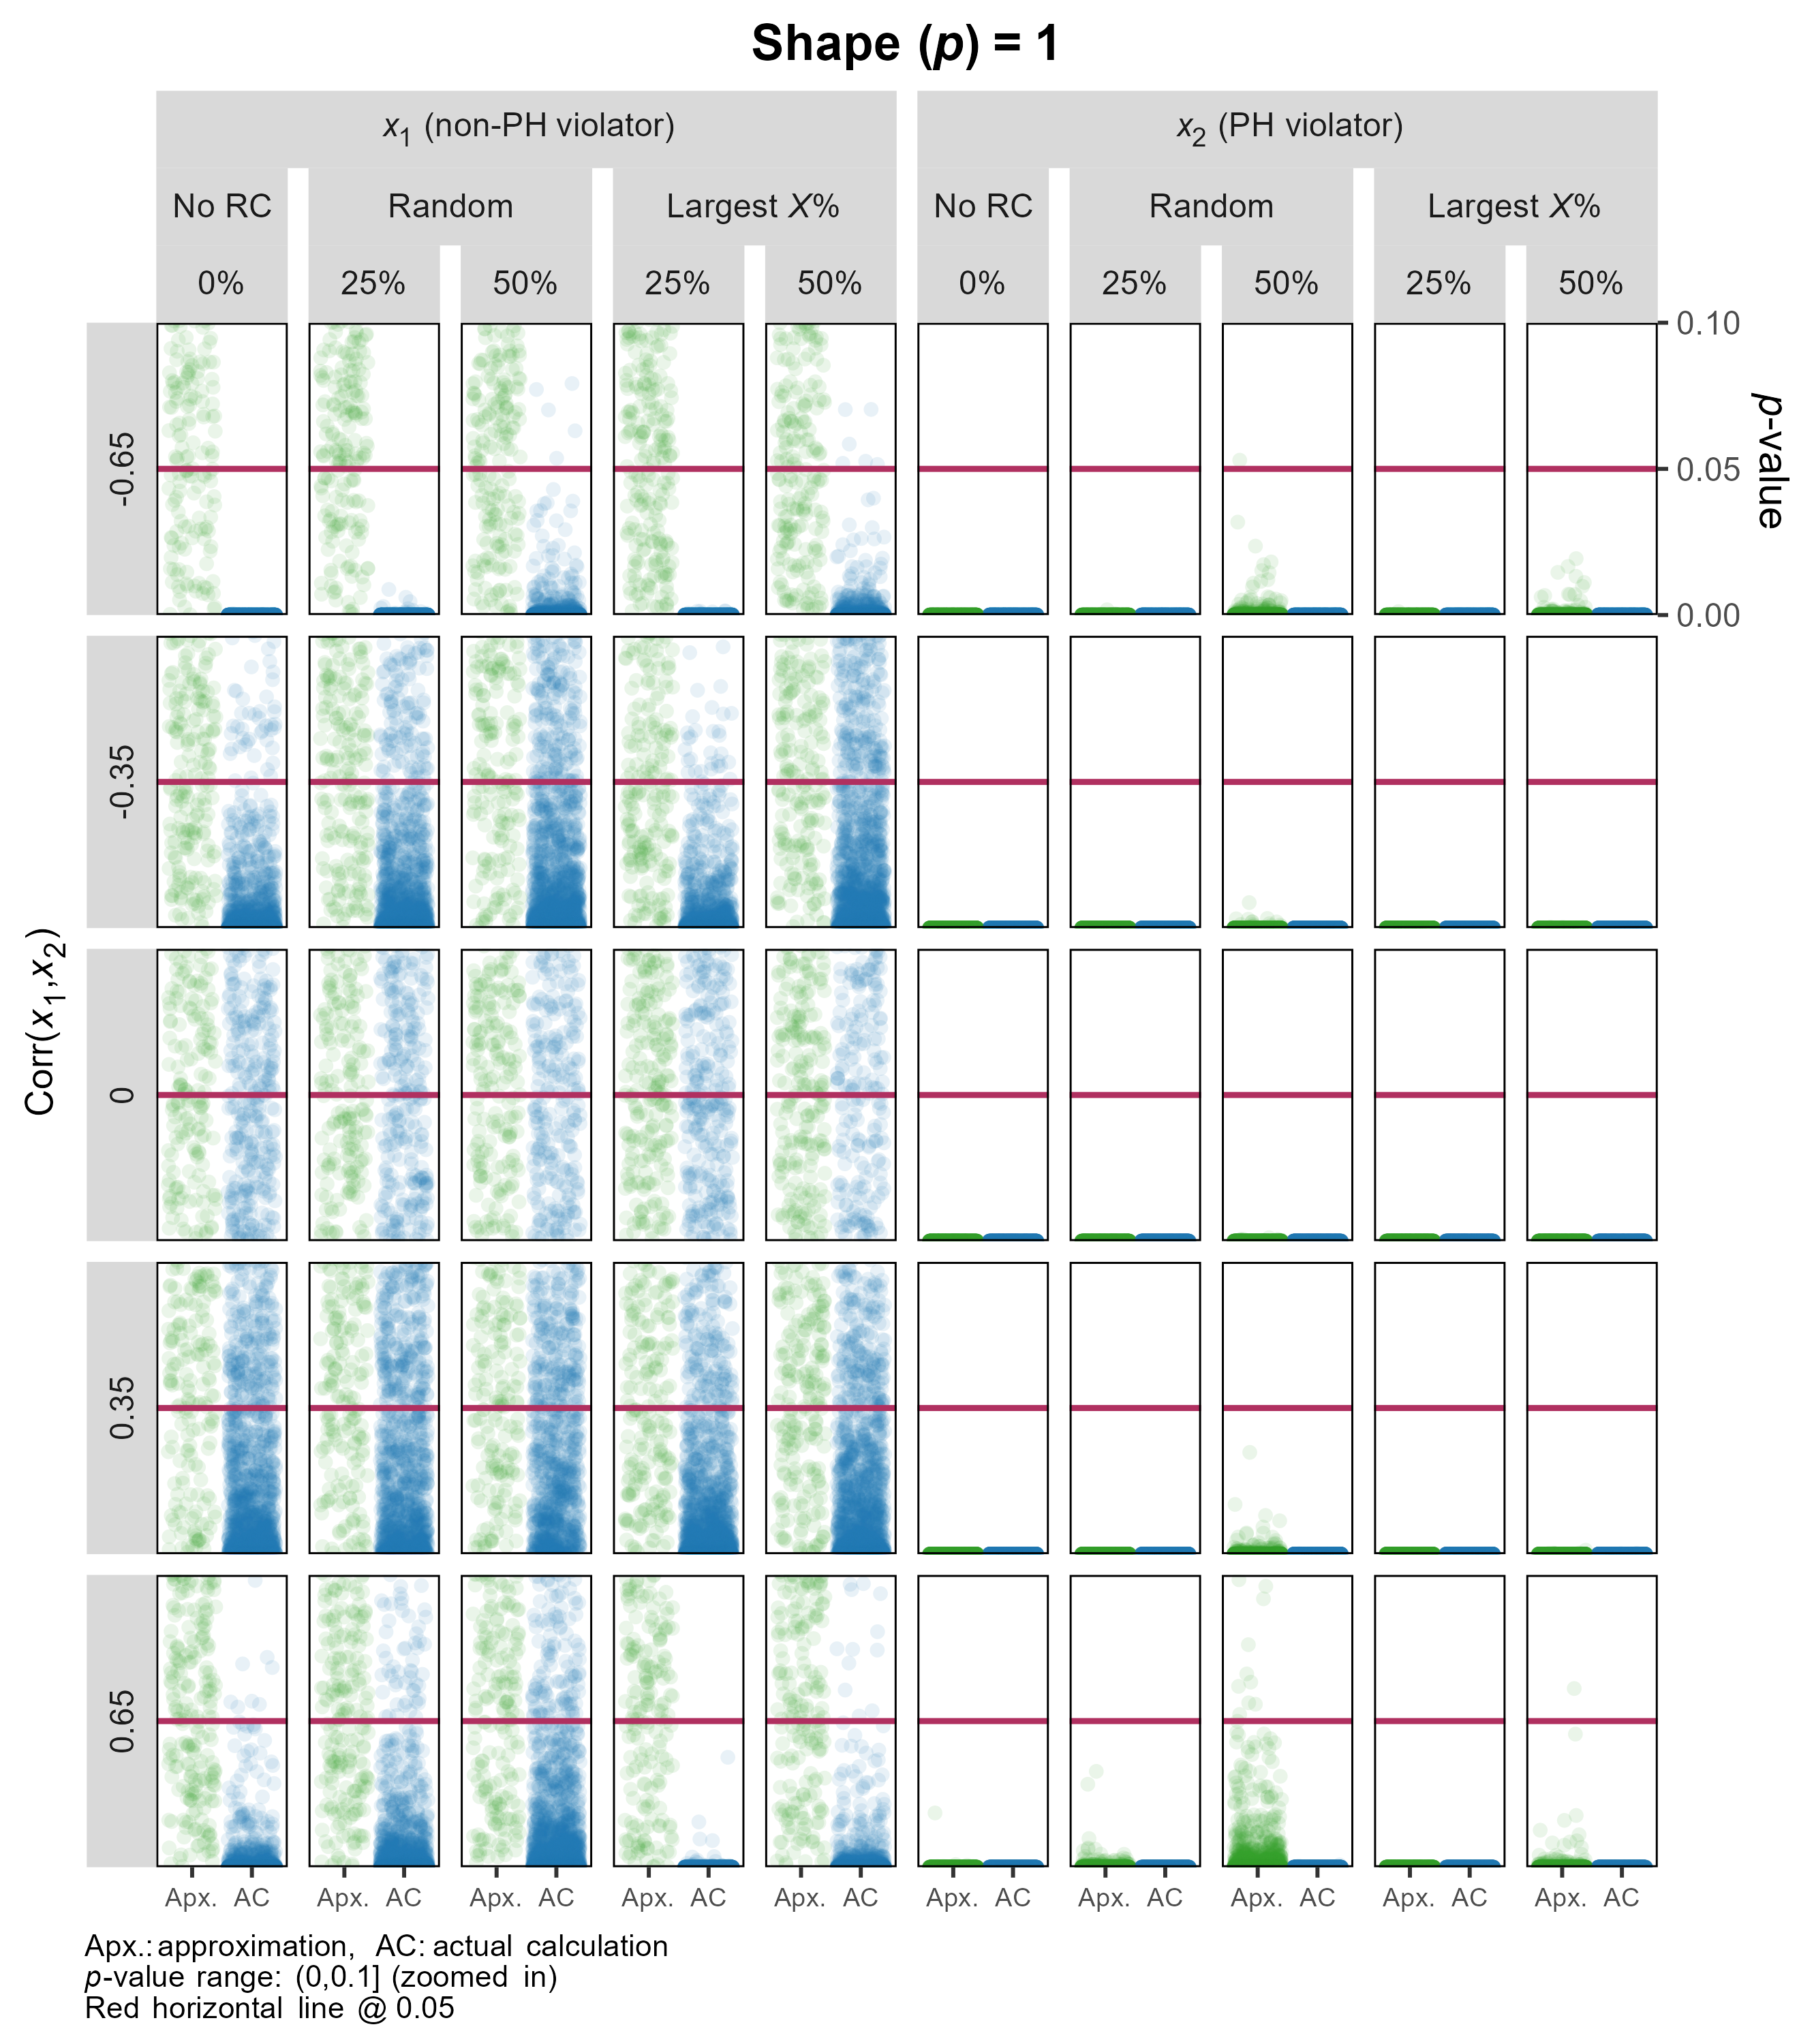 Shape (p) = 1
x1 (non-PH violator) x2 (PH violator)
No RC Random Largest X% No RC Random Largest X%
0% 25% 50% 25% 50% 0% 25% 50% 25% 50%
0.10
0.05
0.00
p-value
-0.65
-0.35
0
0.35
0.65
Corr(x1,x2)
Apx. AC Apx. AC Apx. AC Apx. AC Apx. AC Apx. AC Apx. AC Apx. AC Apx. AC Apx. AC
Apx.: approximation, AC: actual calculation
p-value range: (0,0.1] (zoomed in)
Red horizontal line @ 0.05